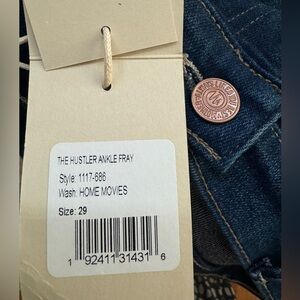 THE HUSTLER ANKLE FRAY
Style: 1117-686
Wash: HOME MOVIES
Size: 29
1 92411 31431 6